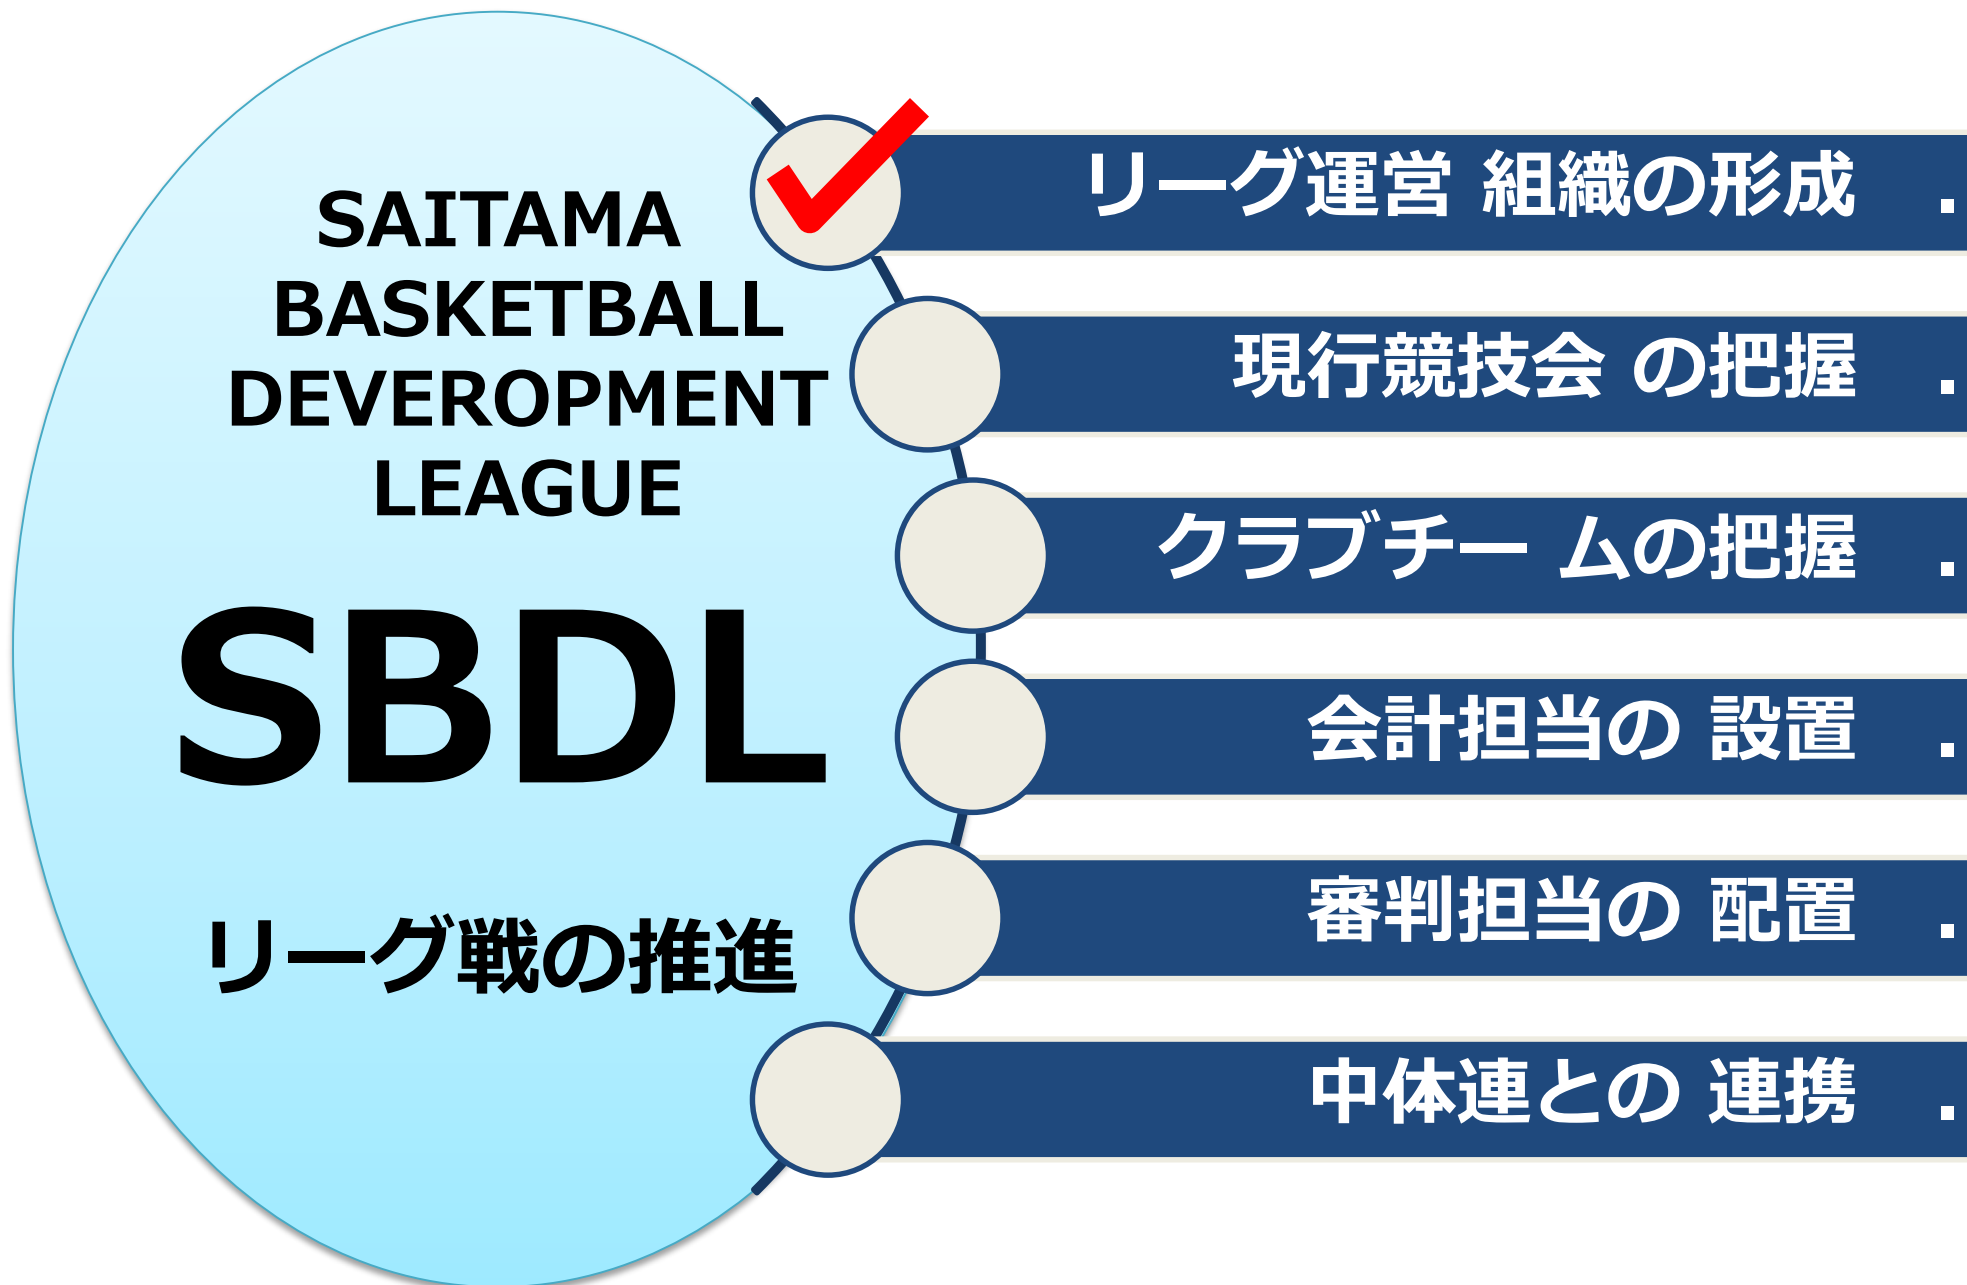 SAITAMA
BASKETBALL
DEVEROPMENT
LEAGUE
SBDL
リーグ戦の推進
リーグ運営 組織の形成 .
現行競技会 の把握 .
クラブチー ムの把握 .
会計担当の 設置 .
審判担当の 配置 .
中体連との 連携 .